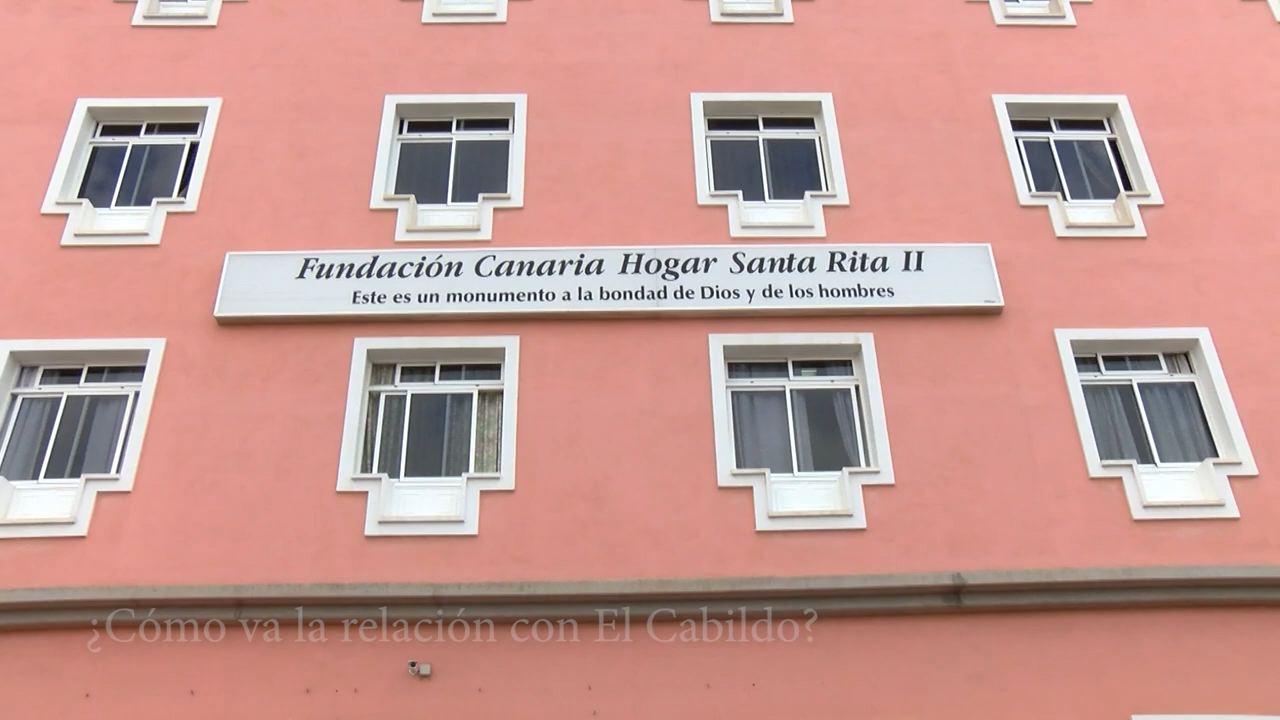 Fundación Canaria Hogar Santa Rita II
Este es un monumento a la bondad de Dios y de los hombres
¿Cómo va la relación con El Cabildo?